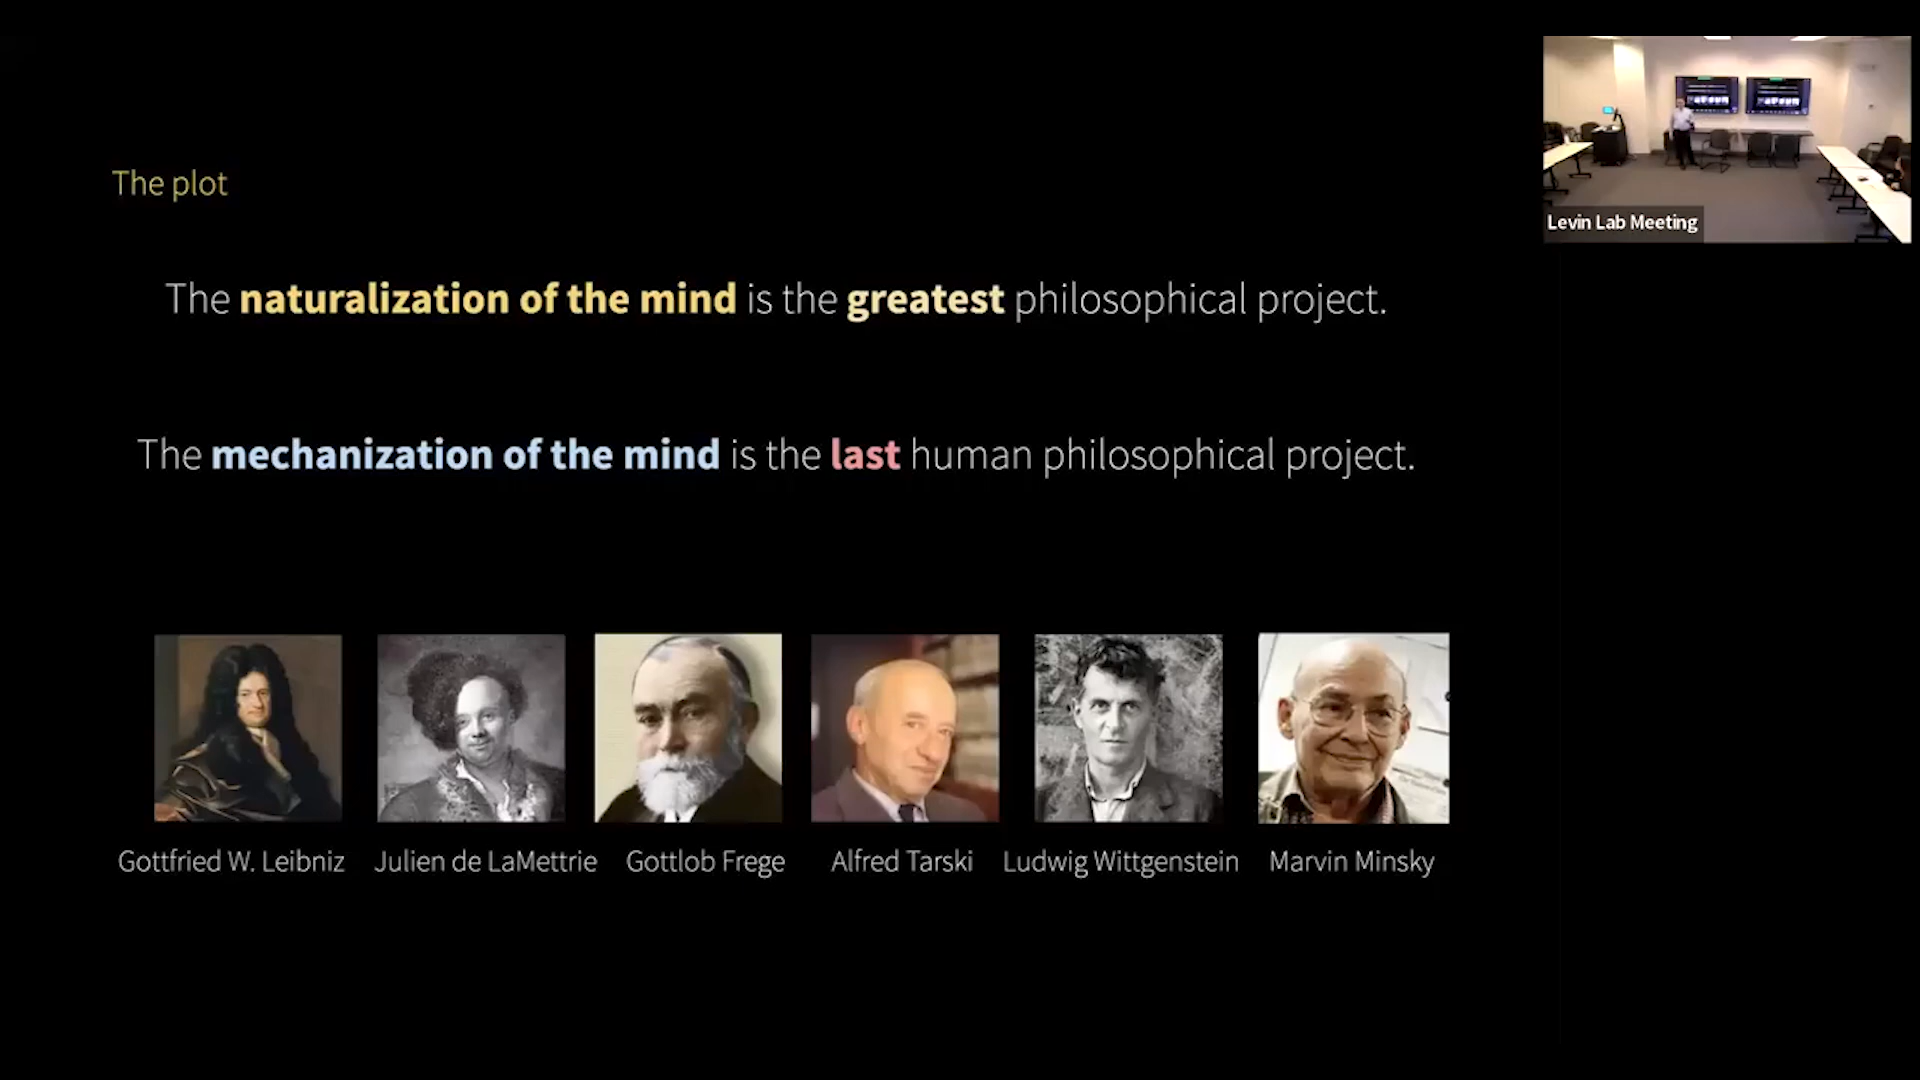 The plot
The naturalization of the mind is the greatest philosophical project.
The mechanization of the mind is the last human philosophical project.
Gottfried W. Leibniz
Julien de LaMettrie
Gottlob Frege
Alfred Tarski
Ludwig Wittgenstein
Marvin Minsky
Levin Lab Meeting